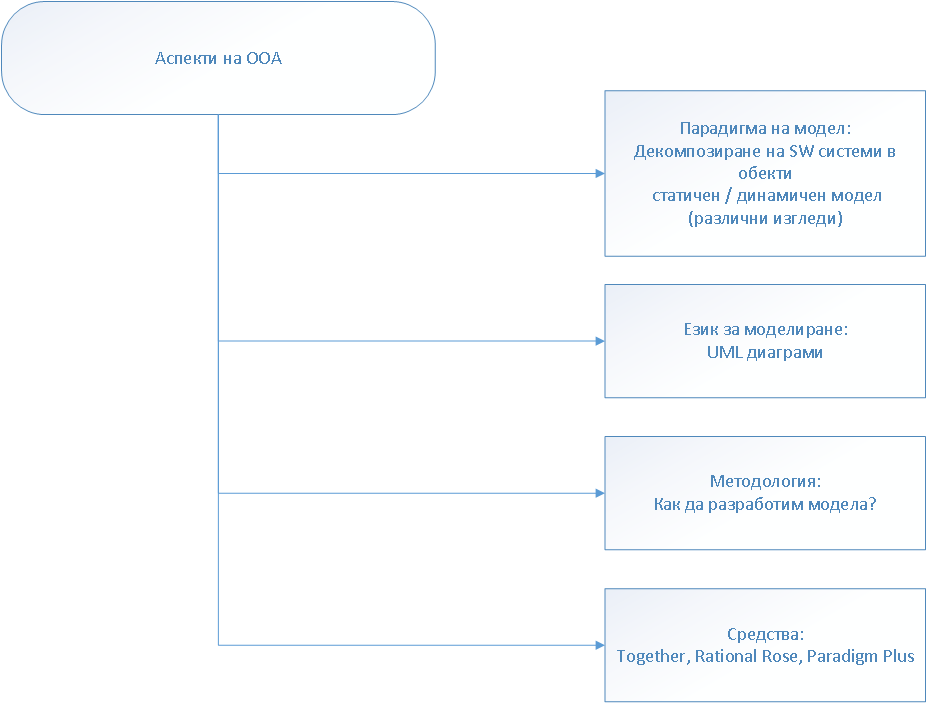 Аспекти на ООА
Парадигма на модел:
Декомпозиране на SW системи в
обекти
статичен / динамичен модел
(различни изгледи)
Език за моделиране:
UML диаграми
Методология:
Как да разработим модела?
Средства:
Together, Rational Rose, Paradigm Plus